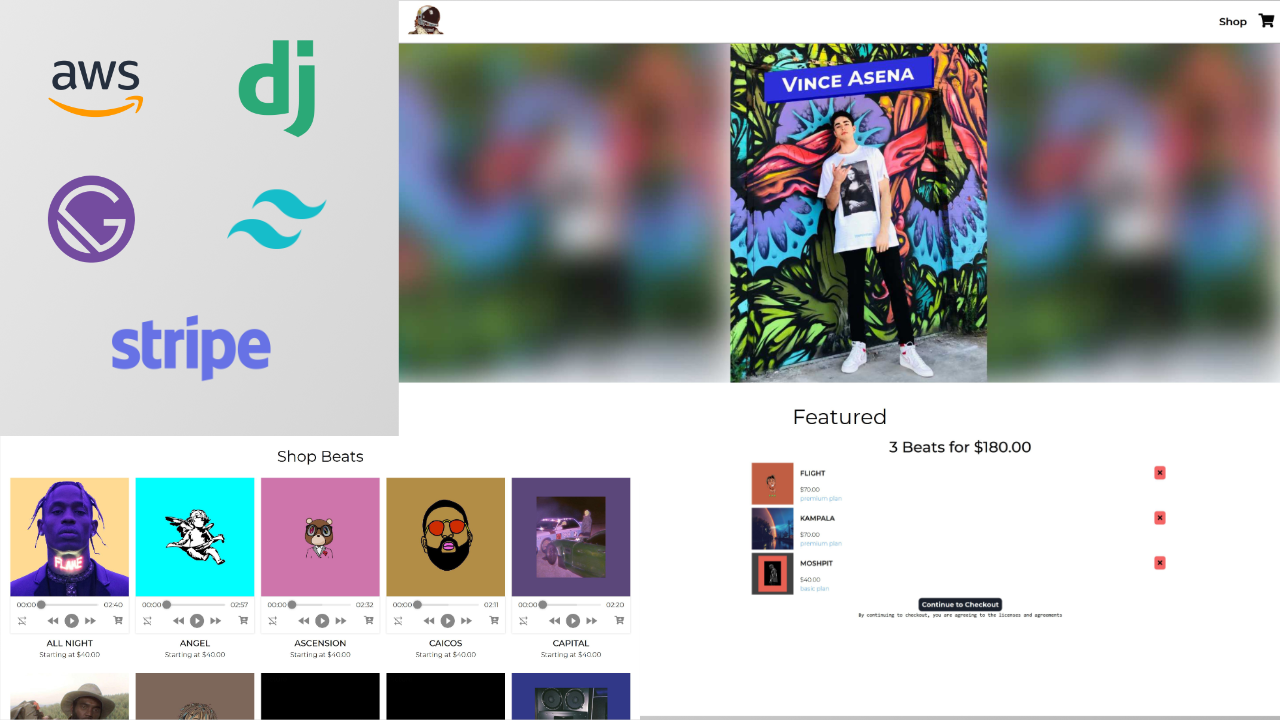 aws
dj
G
stripe
Shop
VINCE ASENA
Featured
3 Beats for $180.00
FLIGHT
$70.00
premium plan
KAMPALA
$70.00
premium plan
MOSHPIT
$40.00
basic plan
Continue to Checkout
By continuing to checkout, you are agreeing to the licenses and agreements
Shop Beats
FLAME
00:00 02:40
00:00 02:57
00:00 02:32
00:00 02:11
00:00 02:20
ALL NIGHT
Starting at $40.00
ANGEL
Starting at $40.00
ASCENSION
Starting at $40.00
CAICOS
Starting at $40.00
CAPITAL
Starting at $40.00